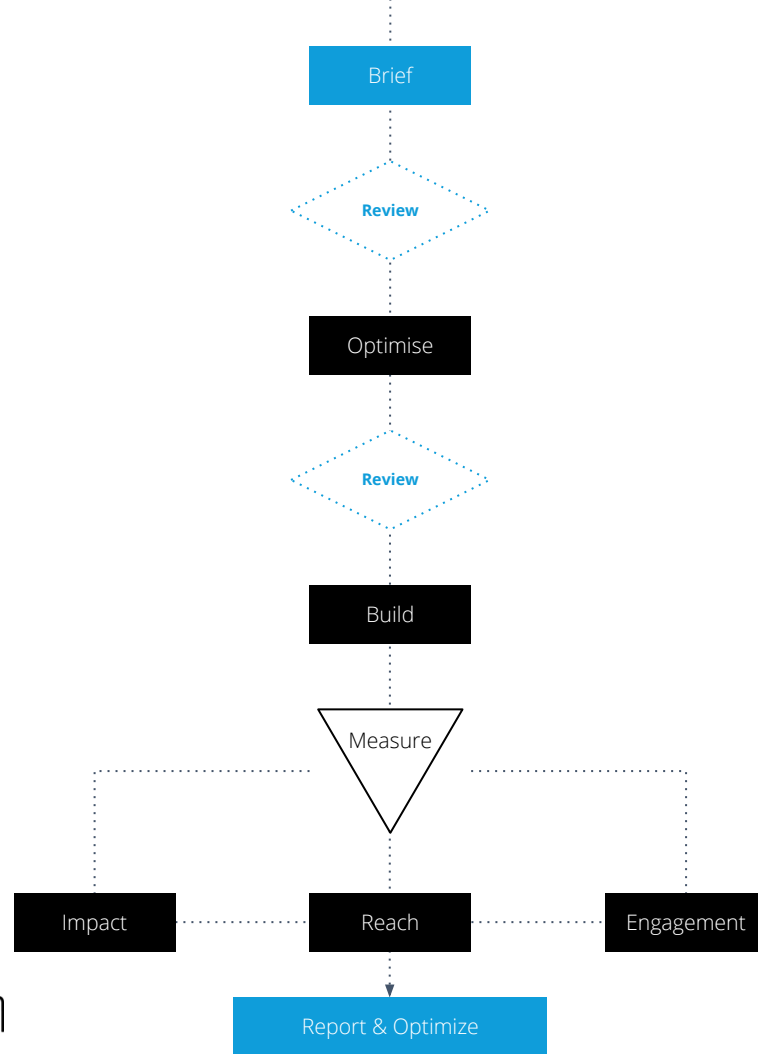 Brief
Review
Optimise
Review
Build
Measure
Impact
Reach
Engagement
Report & Optimize